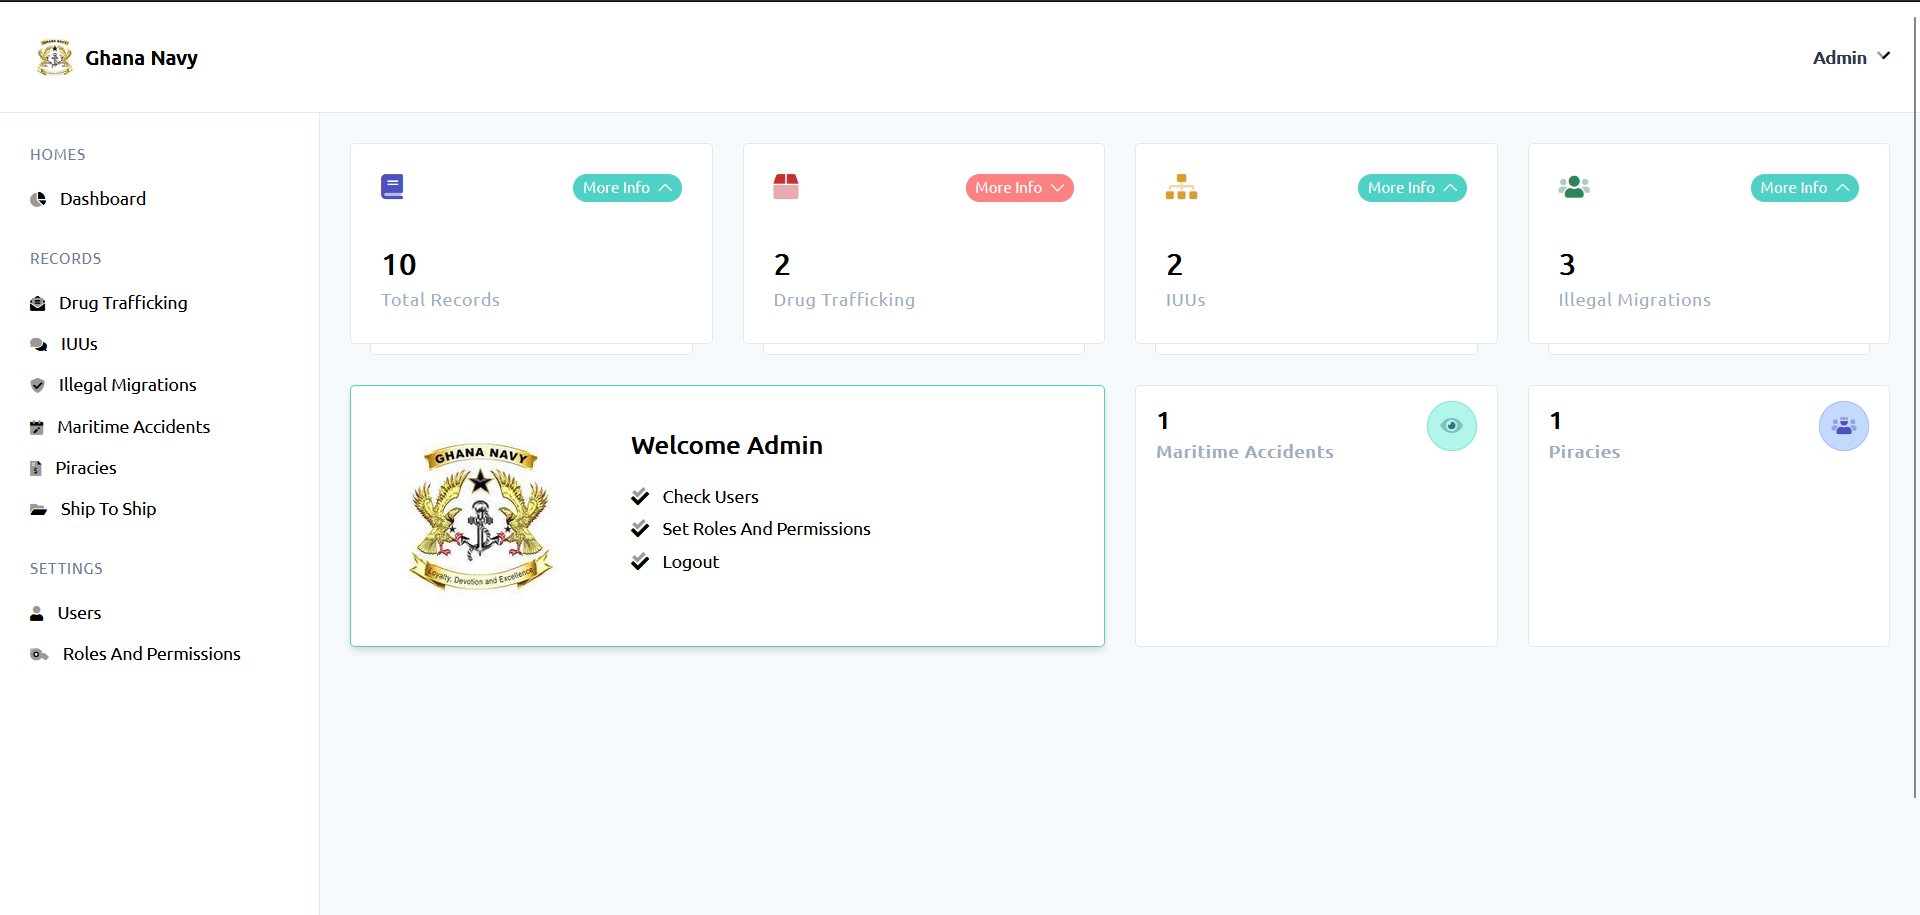 Ghana Navy
Admin
HOMES
Dashboard
RECORDS
Drug Trafficking
IUUs
Illegal Migrations
Maritime Accidents
Piracies
Ship To Ship
SETTINGS
Users
Roles And Permissions
More Info
10
Total Records
More Info
2
Drug Trafficking
More Info
2
IUUs
More Info
3
Illegal Migrations
GHANA NAVY
Loyalty, Devotion and Excellence
Welcome Admin
Check Users
Set Roles And Permissions
Logout
1
Maritime Accidents
1
Piracies